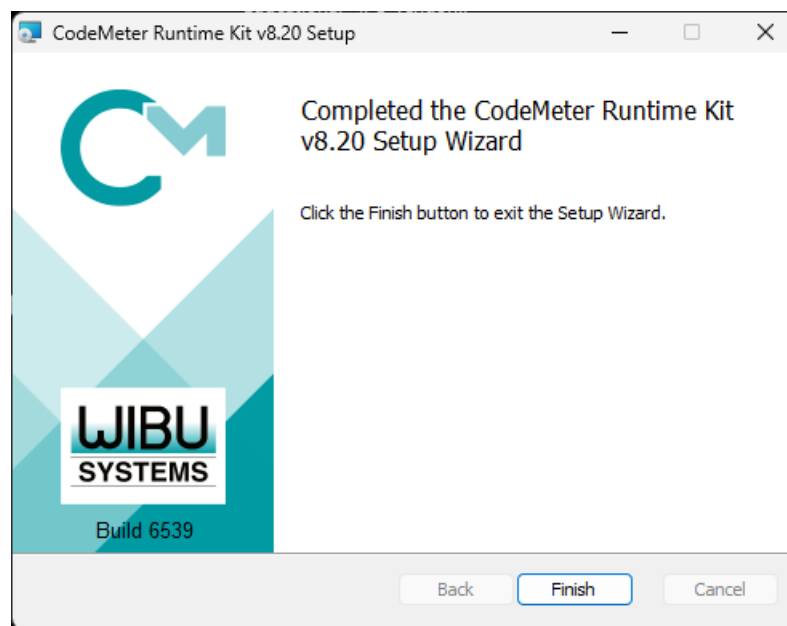 CodeMeter Runtime Kit v8.20 Setup
Completed the CodeMeter Runtime Kit
v8.20 Setup Wizard
Click the Finish button to exit the Setup Wizard.
WIBU
SYSTEMS
Build 6539
Back
Finish
Cancel